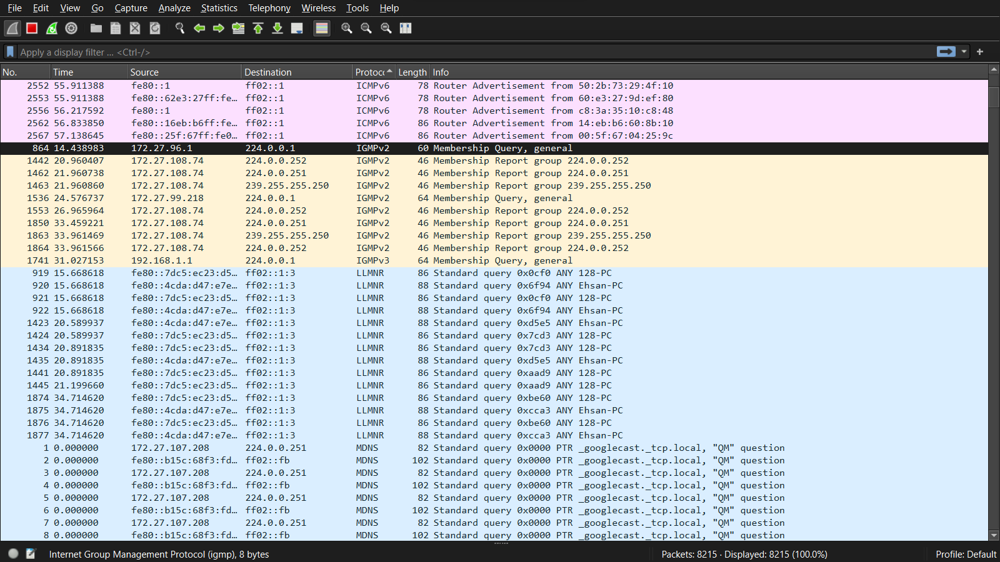 File Edit View Go Capture Analyze Statistics Telephony Wireless Tools Help
Apply a display filter … <Ctrl-/>
No. Time Source Destination Protoc Length Info
2552 55.911388 fe80::1 ff02::1 ICMPv6 78 Router Advertisement from 50:2b:73:29:4f:10
2553 55.911388 fe80::62e3:27ff:fe… ff02::1 ICMPv6 78 Router Advertisement from 60:e3:27:9d:ef:80
2556 56.217592 fe80::1 ff02::1 ICMPv6 78 Router Advertisement from c8:3a:35:10:c8:48
2562 56.833850 fe80::16eb:b6ff:fe… ff02::1 ICMPv6 86 Router Advertisement from 14:eb:b6:60:8b:10
2567 57.138645 fe80::25f:67ff:fe0… ff02::1 ICMPv6 86 Router Advertisement from 00:5f:67:04:25:9c
864 14.438983 172.27.96.1 224.0.0.1 IGMPv2 60 Membership Query, general
1442 20.960407 172.27.108.74 224.0.0.252 IGMPv2 46 Membership Report group 224.0.0.252
1462 21.960738 172.27.108.74 224.0.0.251 IGMPv2 46 Membership Report group 224.0.0.251
1463 21.960860 172.27.108.74 239.255.255.250 IGMPv2 46 Membership Report group 239.255.255.250
1536 24.576737 172.27.99.218 224.0.0.1 IGMPv2 64 Membership Query, general
1553 26.965964 172.27.108.74 224.0.0.252 IGMPv2 46 Membership Report group 224.0.0.252
1850 33.459221 172.27.108.74 224.0.0.251 IGMPv2 46 Membership Report group 224.0.0.251
1863 33.961469 172.27.108.74 239.255.255.250 IGMPv2 46 Membership Report group 239.255.255.250
1864 33.961566 172.27.108.74 224.0.0.252 IGMPv2 46 Membership Report group 224.0.0.252
1741 31.027153 192.168.1.1 224.0.0.1 IGMPv3 64 Membership Query, general
919 15.668618 fe80::7dc5:ec23:d5… ff02::1:3 LLMNR 86 Standard query 0x0cf0 ANY 128-PC
920 15.668618 fe80::4cda:d47:e7e… ff02::1:3 LLMNR 88 Standard query 0x6f94 ANY Ehsan-PC
921 15.668618 fe80::7dc5:ec23:d5… ff02::1:3 LLMNR 86 Standard query 0x0cf0 ANY 128-PC
922 15.668618 fe80::4cda:d47:e7e… ff02::1:3 LLMNR 88 Standard query 0x6f94 ANY Ehsan-PC
1423 20.589937 fe80::4cda:d47:e7e… ff02::1:3 LLMNR 88 Standard query 0xd5e5 ANY Ehsan-PC
1424 20.589937 fe80::7dc5:ec23:d5… ff02::1:3 LLMNR 86 Standard query 0x7cd3 ANY 128-PC
1434 20.891835 fe80::7dc5:ec23:d5… ff02::1:3 LLMNR 86 Standard query 0x7cd3 ANY 128-PC
1435 20.891835 fe80::4cda:d47:e7e… ff02::1:3 LLMNR 88 Standard query 0xd5e5 ANY Ehsan-PC
1441 20.891835 fe80::7dc5:ec23:d5… ff02::1:3 LLMNR 86 Standard query 0xaad9 ANY 128-PC
1445 21.199660 fe80::7dc5:ec23:d5… ff02::1:3 LLMNR 86 Standard query 0xaad9 ANY 128-PC
1874 34.714620 fe80::7dc5:ec23:d5… ff02::1:3 LLMNR 86 Standard query 0xbe60 ANY 128-PC
1875 34.714620 fe80::4cda:d47:e7e… ff02::1:3 LLMNR 88 Standard query 0xcca3 ANY Ehsan-PC
1876 34.714620 fe80::7dc5:ec23:d5… ff02::1:3 LLMNR 86 Standard query 0xbe60 ANY 128-PC
1877 34.714620 fe80::4cda:d47:e7e… ff02::1:3 LLMNR 88 Standard query 0xcca3 ANY Ehsan-PC
1 0.000000 172.27.107.208 224.0.0.251 MDNS 82 Standard query 0x0000 PTR _googlecast._tcp.local, "QM" question
2 0.000000 fe80::b15c:68f3:fd… ff02::fb MDNS 102 Standard query 0x0000 PTR _googlecast._tcp.local, "QM" question
3 0.000000 172.27.107.208 224.0.0.251 MDNS 82 Standard query 0x0000 PTR _googlecast._tcp.local, "QM" question
4 0.000000 fe80::b15c:68f3:fd… ff02::fb MDNS 102 Standard query 0x0000 PTR _googlecast._tcp.local, "QM" question
5 0.000000 172.27.107.208 224.0.0.251 MDNS 82 Standard query 0x0000 PTR _googlecast._tcp.local, "QM" question
6 0.000000 fe80::b15c:68f3:fd… ff02::fb MDNS 102 Standard query 0x0000 PTR _googlecast._tcp.local, "QM" question
7 0.000000 172.27.107.208 224.0.0.251 MDNS 82 Standard query 0x0000 PTR _googlecast._tcp.local, "QM" question
8 0.000000 fe80::b15c:68f3:fd… ff02::fb MDNS 102 Standard query 0x0000 PTR _googlecast._tcp.local, "QM" question
Internet Group Management Protocol (igmp), 8 bytes Packets: 8215 · Displayed: 8215 (100.0%) Profile: Default